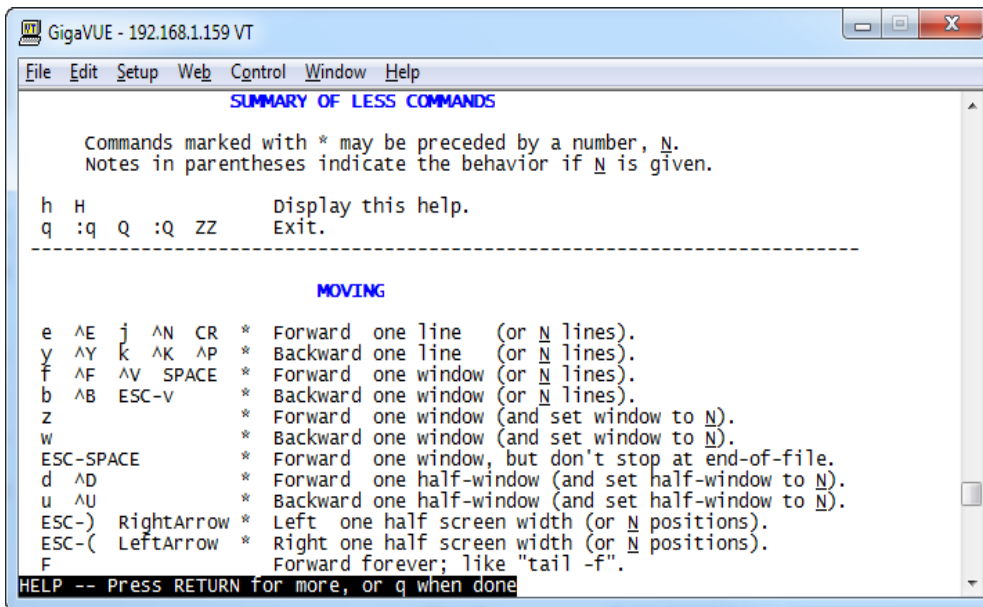 GigaVUE - 192.168.1.159 VT
File Edit Setup Web Control Window Help
SUMMARY OF LESS COMMANDS
Commands marked with * may be preceded by a number, N.
Notes in parentheses indicate the behavior if N is given.
h H Display this help.
q :q Q :Q ZZ Exit.
---------------------------------------------------------------------------
MOVING
e ^E j ^N CR * Forward one line (or N lines).
y ^Y k ^K ^P * Backward one line (or N lines).
f ^F ^V SPACE * Forward one window (or N lines).
b ^B ESC-v * Backward one window (or N lines).
z * Forward one window (and set window to N).
w * Backward one window (and set window to N).
ESC-SPACE * Forward one window, but don't stop at end-of-file.
d ^D * Forward one half-window (and set half-window to N).
u ^U * Backward one half-window (and set half-window to N).
ESC-) RightArrow * Left one half screen width (or N positions).
ESC-( LeftArrow * Right one half screen width (or N positions).
F Forward forever; like "tail -f".
HELP -- Press RETURN for more, or q when done